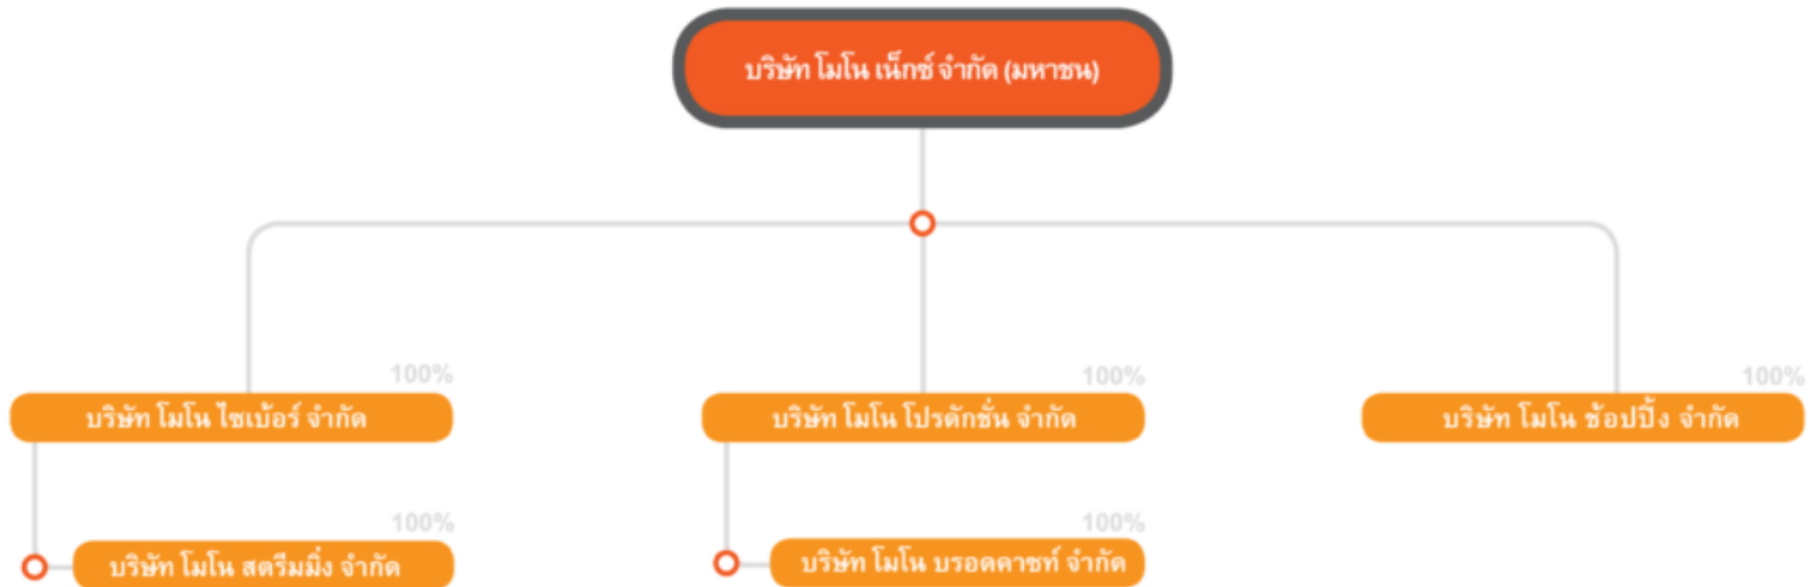 บริษัท โมโน เน็กซ์ จำกัด (มหาชน)
100%
100%
100%
บริษัท โมโน ไซเบ้อร์ จำกัด
บริษัท โมโน โปรดักชั่น จำกัด
บริษัท โมโน ช้อปปิ้ง จำกัด
100%
100%
บริษัท โมโน สตรีมมิ่ง จำกัด
บริษัท โมโน บรอดคาซท์ จำกัด